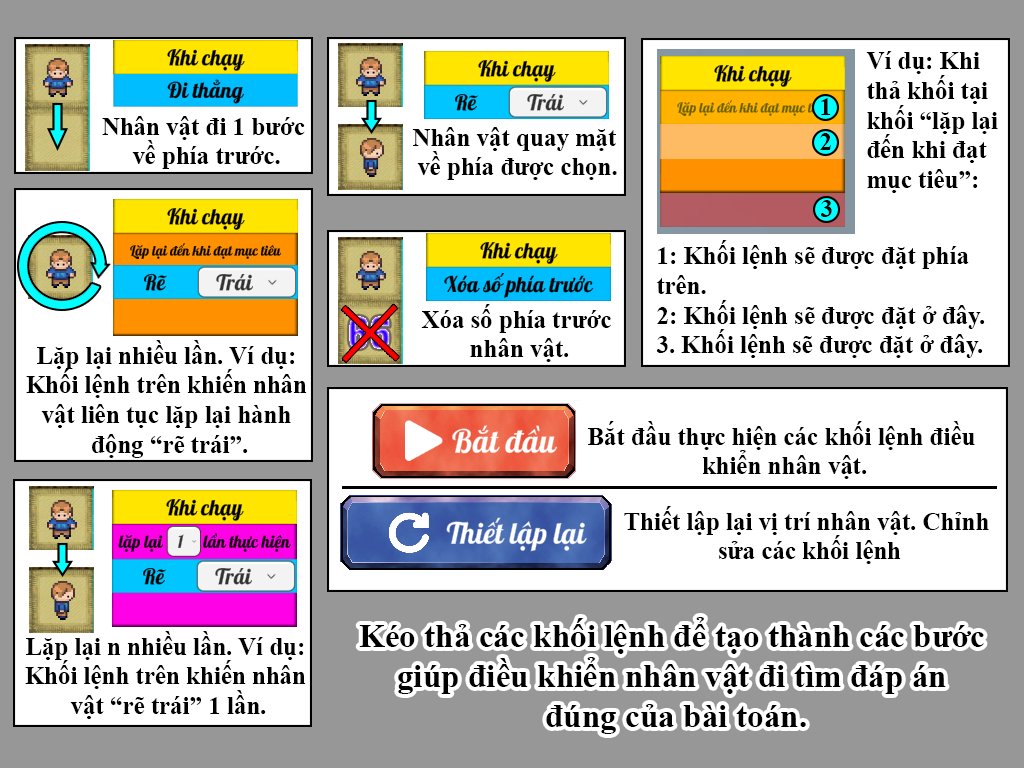 Khi chạy
Đi thẳng
Nhân vật đi 1 bước
về phía trước.
Khi chạy
Rẽ Trái
Nhân vật quay mặt
về phía được chọn.
Khi chạy
Lặp lại đến khi đạt mục t
1
2
3
Ví dụ: Khi
thả khối tại
khối “lặp lại
đến khi đạt
mục tiêu”:
1: Khối lệnh sẽ được đặt phía
trên.
2: Khối lệnh sẽ được đặt ở đây.
3. Khối lệnh sẽ được đặt ở đây.
Khi chạy
Lặp lại đến khi đạt mục tiêu
Rẽ Trái
Lặp lại nhiều lần. Ví dụ:
Khối lệnh trên khiến nhân
vật liên tục lặp lại hành
động “rẽ trái”.
Khi chạy
Xóa số phía trước
66
Xóa số phía trước
nhân vật.
Bắt đầu
Bắt đầu thực hiện các khối lệnh điều
khiển nhân vật.
Thiết lập lại
Thiết lập lại vị trí nhân vật. Chỉnh
sửa các khối lệnh
Khi chạy
lặp lại 1 lần thực hiện
Rẽ Trái
Lặp lại n nhiều lần. Ví dụ:
Khối lệnh trên khiến nhân
vật “rẽ trái” 1 lần.
Kéo thả các khối lệnh để tạo thành các bước
giúp điều khiển nhân vật đi tìm đáp án
đúng của bài toán.